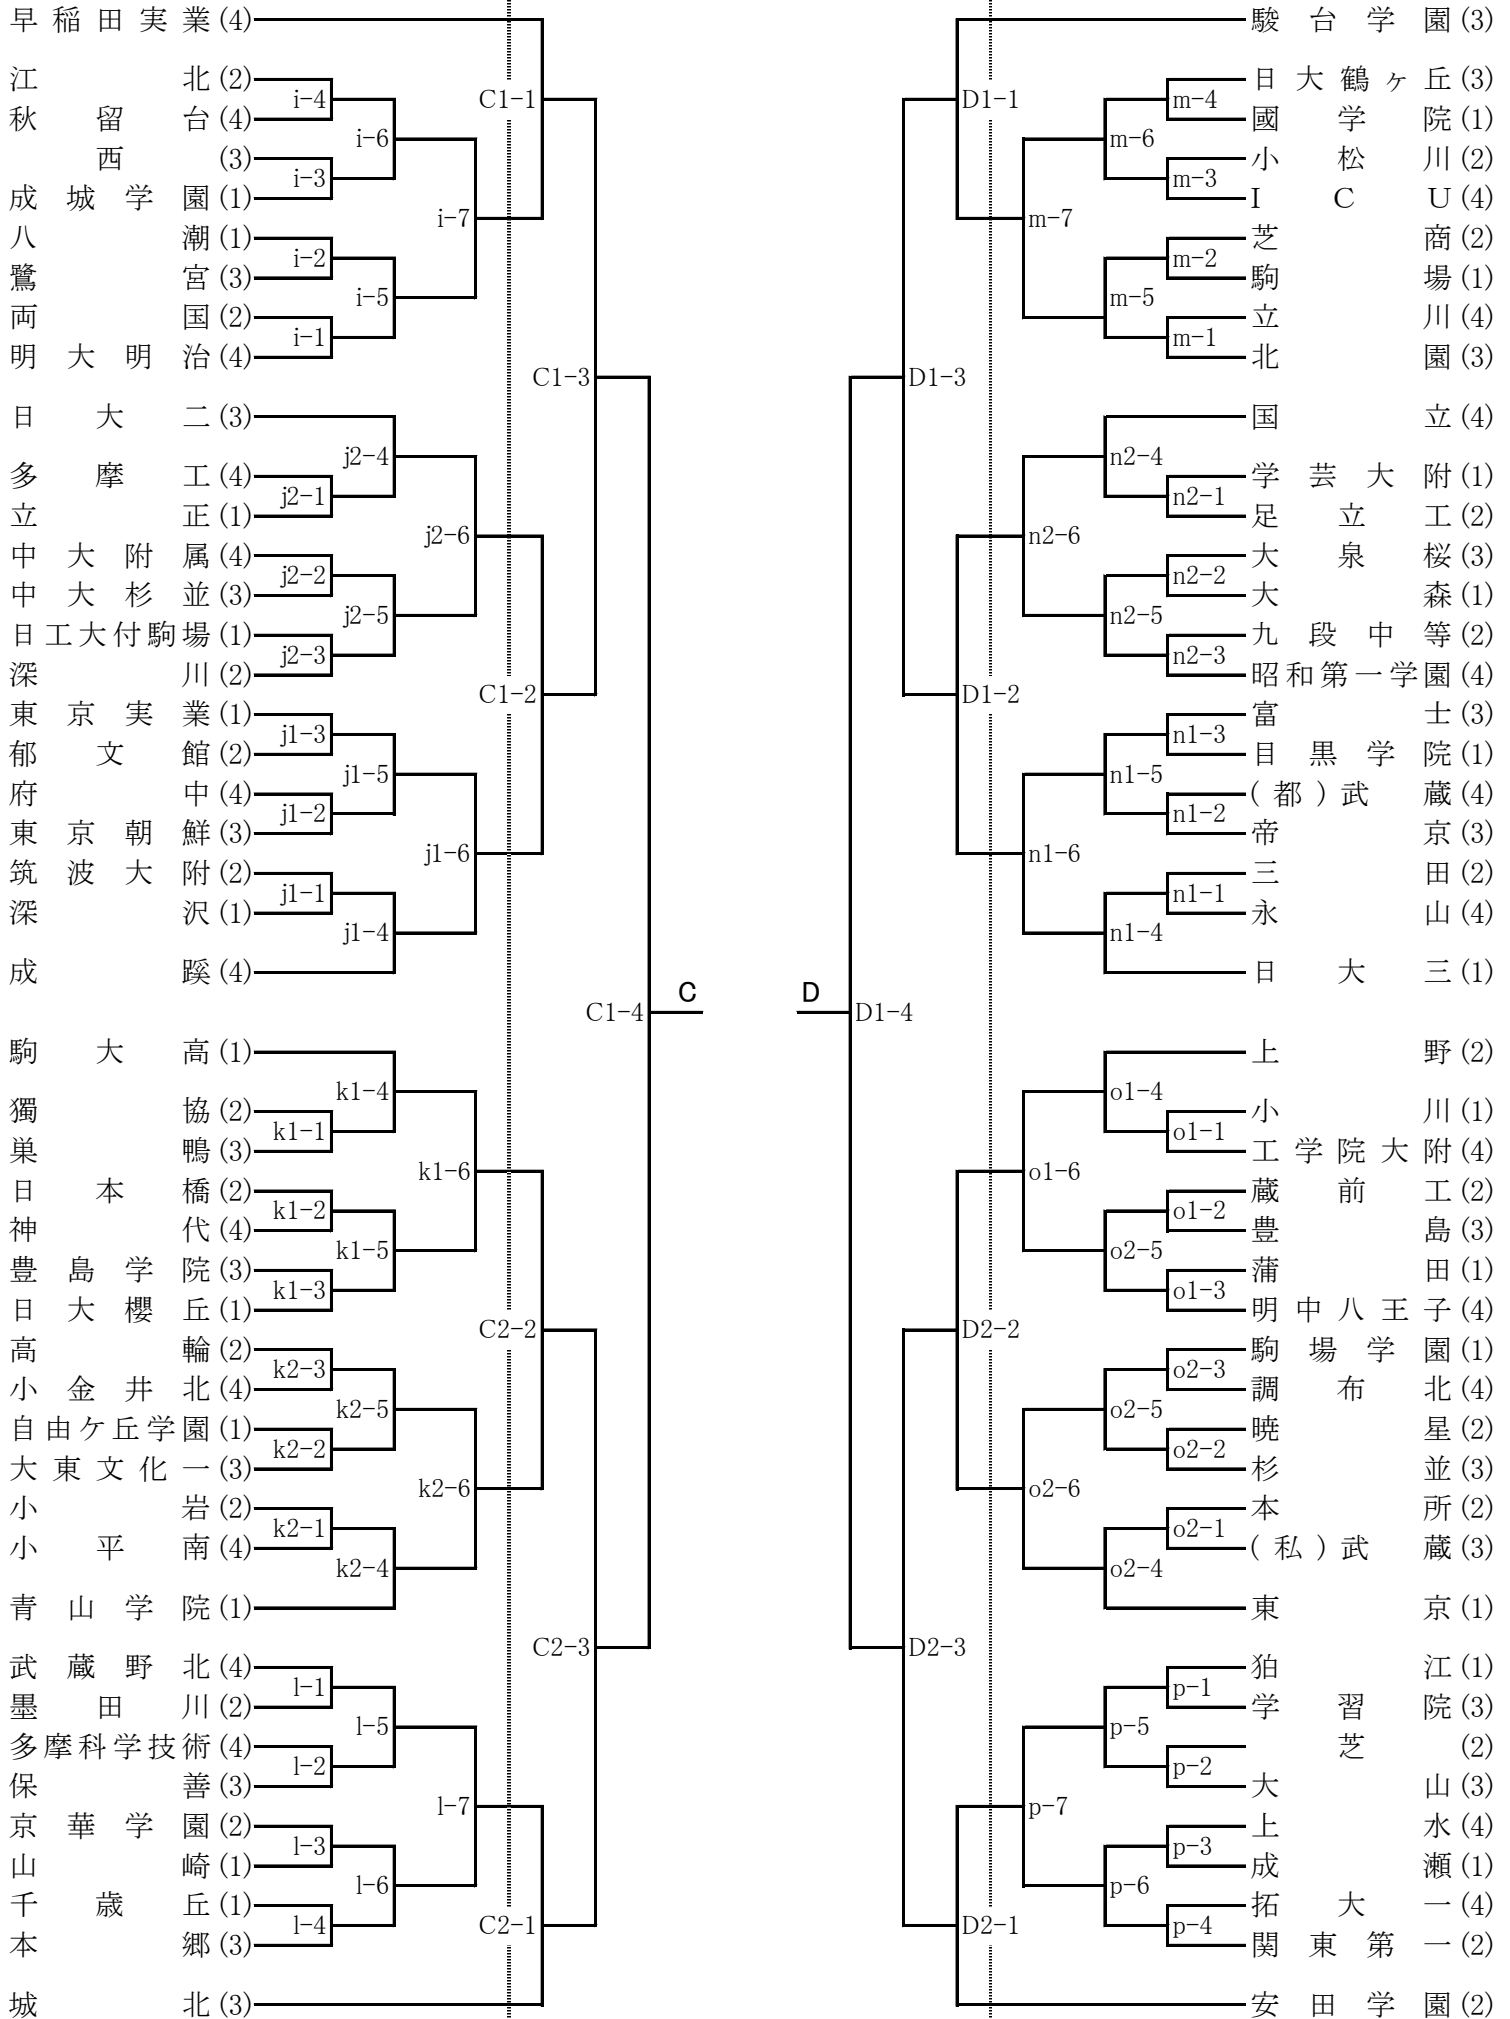 早稲田実業(4)
江北(2)
i-4
秋留台(4)
i-6
西(3)
i-3
成城学園(1)
i-7
八潮(1)
i-2
鷺宮(3)
i-5
両国(2)
i-1
明大明治(4)
C1-1
C1-3
日大二(3)
j2-4
多摩工(4)
j2-1
立正(1)
j2-6
中大附属(4)
j2-2
中大杉並(3)
j2-5
日工大付駒場(1)
j2-3
深川(2)
C1-2
東京実業(1)
j1-3
郁文館(2)
j1-5
府中(4)
j1-2
東京朝鮮(3)
j1-6
筑波大附(2)
j1-1
深沢(1)
j1-4
成蹊(4)
C1-4
C
駒大高(1)
k1-4
獨協(2)
k1-1
巣鴨(3)
k1-6
日本橋(2)
k1-2
神代(4)
k1-5
豊島学院(3)
k1-3
日大櫻丘(1)
C2-2
高輪(2)
k2-3
小金井北(4)
k2-5
自由ケ丘学園(1)
k2-2
大東文化一(3)
k2-6
小岩(2)
k2-1
小平南(4)
k2-4
青山学院(1)
C2-3
武蔵野北(4)
l-1
墨田川(2)
l-5
多摩科学技術(4)
l-2
保善(3)
l-7
京華学園(2)
l-3
山崎(1)
l-6
千歳丘(1)
l-4
本郷(3)
C2-1
城北(3)
駿台学園(3)
D1-1
日大鶴ヶ丘(3)
m-4
國学院(1)
m-6
小松川(2)
m-3
ICU(4)
m-7
芝商(2)
m-2
駒場(1)
m-5
立川(4)
m-1
北園(3)
D1-3
国立(4)
n2-4
学芸大附(1)
n2-1
足立工(2)
n2-6
大泉桜(3)
n2-2
大森(1)
n2-5
九段中等(2)
n2-3
昭和第一学園(4)
D1-2
富士(3)
n1-3
目黒学院(1)
n1-5
(都)武蔵(4)
n1-2
帝京(3)
n1-6
三田(2)
n1-1
永山(4)
n1-4
日大三(1)
D
D1-4
上野(2)
o1-4
小川(1)
o1-1
工学院大附(4)
o1-6
蔵前工(2)
o1-2
豊島(3)
o2-5
蒲田(1)
o1-3
明中八王子(4)
D2-2
駒場学園(1)
o2-3
調布北(4)
o2-5
暁星(2)
o2-2
杉並(3)
o2-6
本所(2)
o2-1
(私)武蔵(3)
o2-4
東京(1)
D2-3
狛江(1)
p-1
学習院(3)
p-5
芝(2)
p-2
大山(3)
p-7
上水(4)
p-3
成瀬(1)
p-6
拓大一(4)
p-4
関東第一(2)
D2-1
安田学園(2)